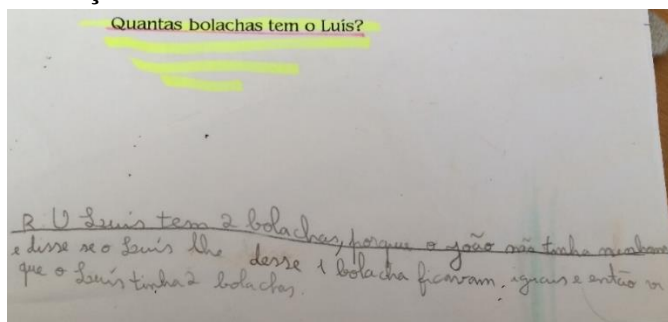 Quantas bolachas tem o Luís?
R: O Luís tem 2 bolachas, porque o joão não tinha nenhuma
e disse se o Luís lhe desse 1 bolacha ficavam, iguais e então vi
que o Luís tinha 2 bolachas.